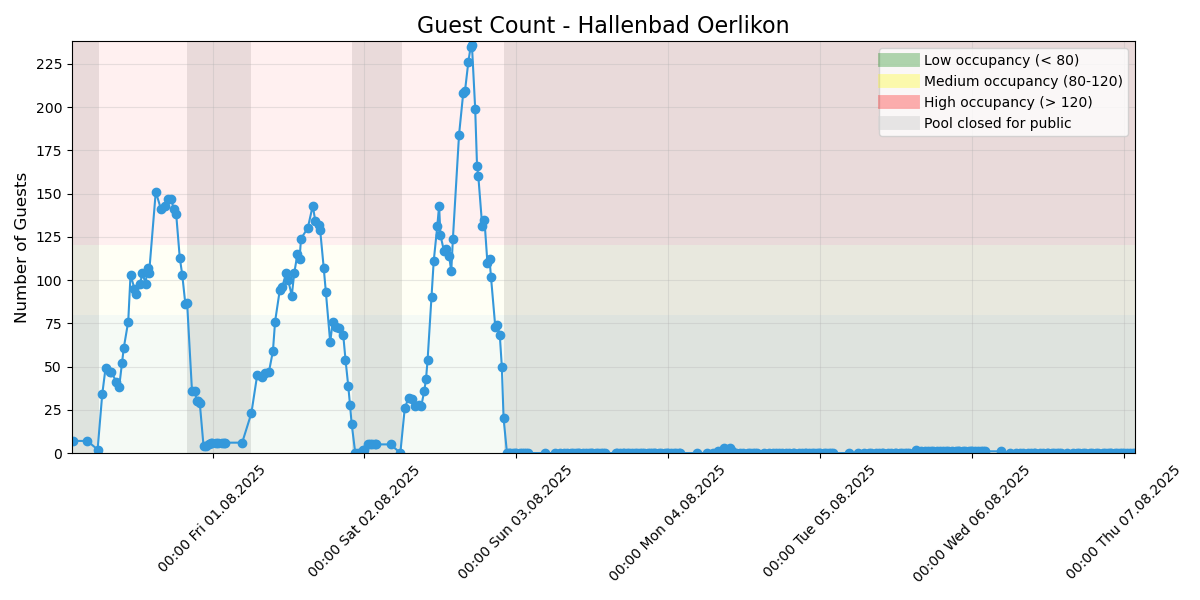 Guest Count - Hallenbad Oerlikon
Low occupancy (< 80)
Medium occupancy (80-120)
High occupancy (> 120)
Pool closed for public
Number of Guests
225
200
175
150
125
100
75
50
25
0
00:00 Fri 01.08.2025
00:00 Sat 02.08.2025
00:00 Sun 03.08.2025
00:00 Mon 04.08.2025
00:00 Tue 05.08.2025
00:00 Wed 06.08.2025
00:00 Thu 07.08.2025